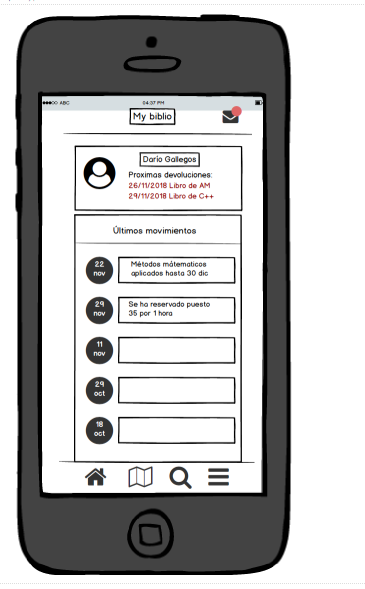 ABC
04:37 PM
My biblio
Darío Gallegos
Proximas devoluciones:
26/11/2018 Libro de AM
29/11/2018 Libro de C++
Últimos movimientos
22 nov
Métodos mátematicos
aplicados hasta 30 dic
29 nov
Se ha reservado puesto
35 por 1 hora
11 nov
29 oct
18 oct